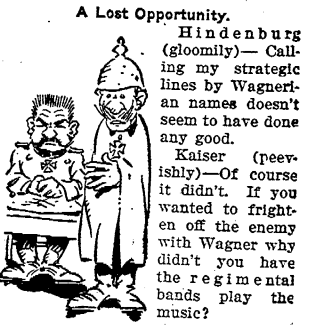 A Lost Opportunity.
Hindenburg
(gloomily)— Call-
ing my strategic
lines by Wagneri-
an names doesn't
seem to have done
any good.
Kaiser (peev-
ishly)—Of course
it didn't. If you
wanted to fright-
en off the enemy
with Wagner why
didn't you have
the regimental
bands play the
music?